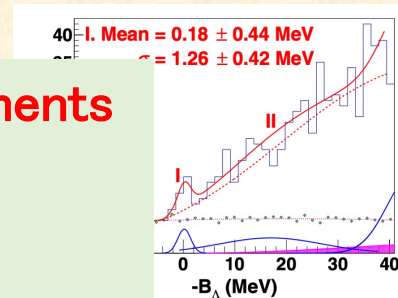 40
I. Mean = 0.18 ± 0.44 MeV
σ = 1.26 ± 0.42 MeV
II
I
0 10 20 30 40
-B_Λ (MeV)